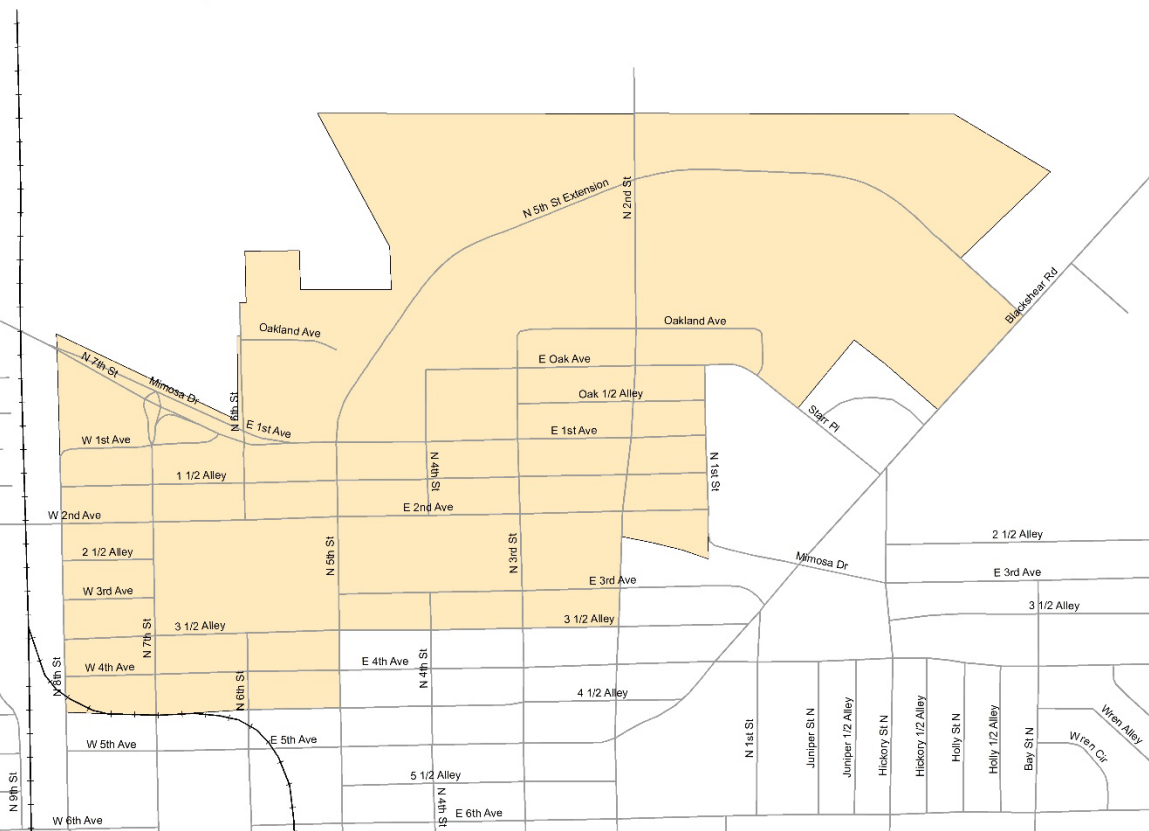 N 5th St Extension
N 2nd St
Blackshear Rd
Oakland Ave
Oakland Ave
N 7th St
Mimosa Dr
N 6th St
E Oak Ave
Oak 1/2 Alley
Starr Pl
E 1st Ave
E 1st Ave
W 1st Ave
N 4th St
N 1st St
1 1/2 Alley
E 2nd Ave
W 2nd Ave
2 1/2 Alley
N 5th St
N 3rd St
2 1/2 Alley
Mimosa Dr
E 3rd Ave
E 3rd Ave
W 3rd Ave
3 1/2 Alley
3 1/2 Alley
3 1/2 Alley
N 7th St
N 8th St
W 4th Ave
E 4th Ave
N 4th St
N 6th St
4 1/2 Alley
N 1st St
Juniper St N
Juniper 1/2 Alley
Hickory St N
Hickory 1/2 Alley
Holly St N
Holly 1/2 Alley
Bay St N
Wren Alley
Wren Cir
W 5th Ave
E 5th Ave
5 1/2 Alley
N 9th St
N 4th St
E 6th Ave
W 6th Ave